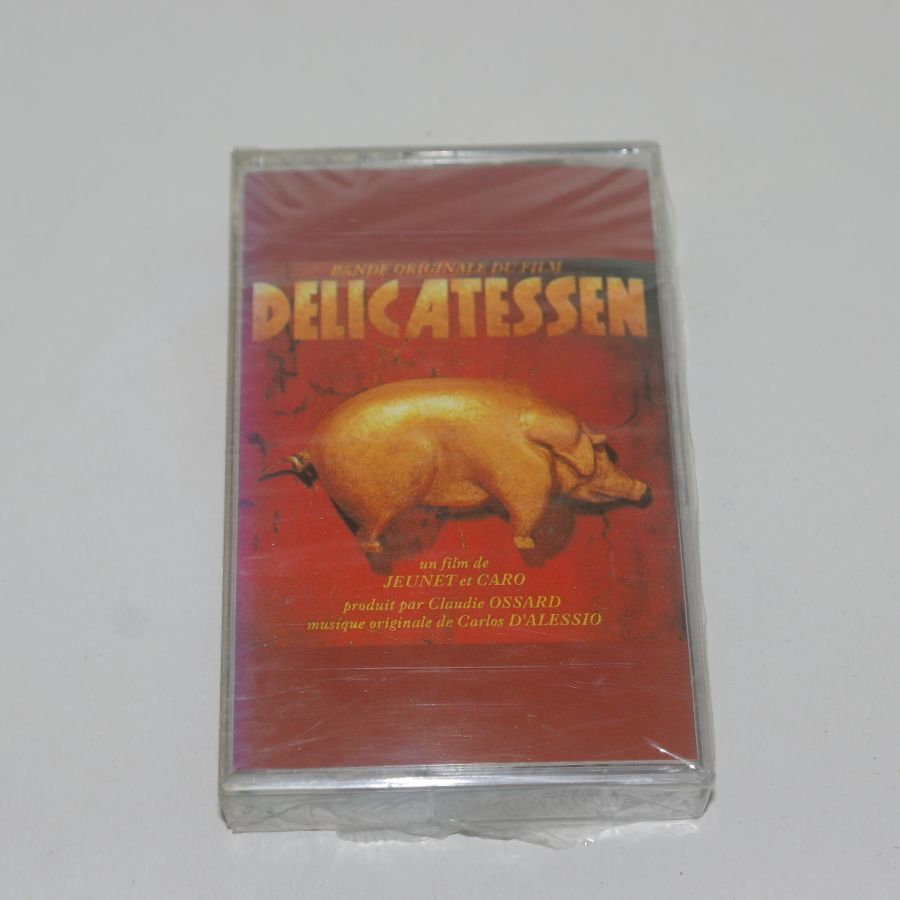 BANDE ORIGINALE DU FILM
DELICATESSEN
un film de
JEUNET et CARO
produit par Claudie OSSARD
musique originale de Carlos D'ALESSIO